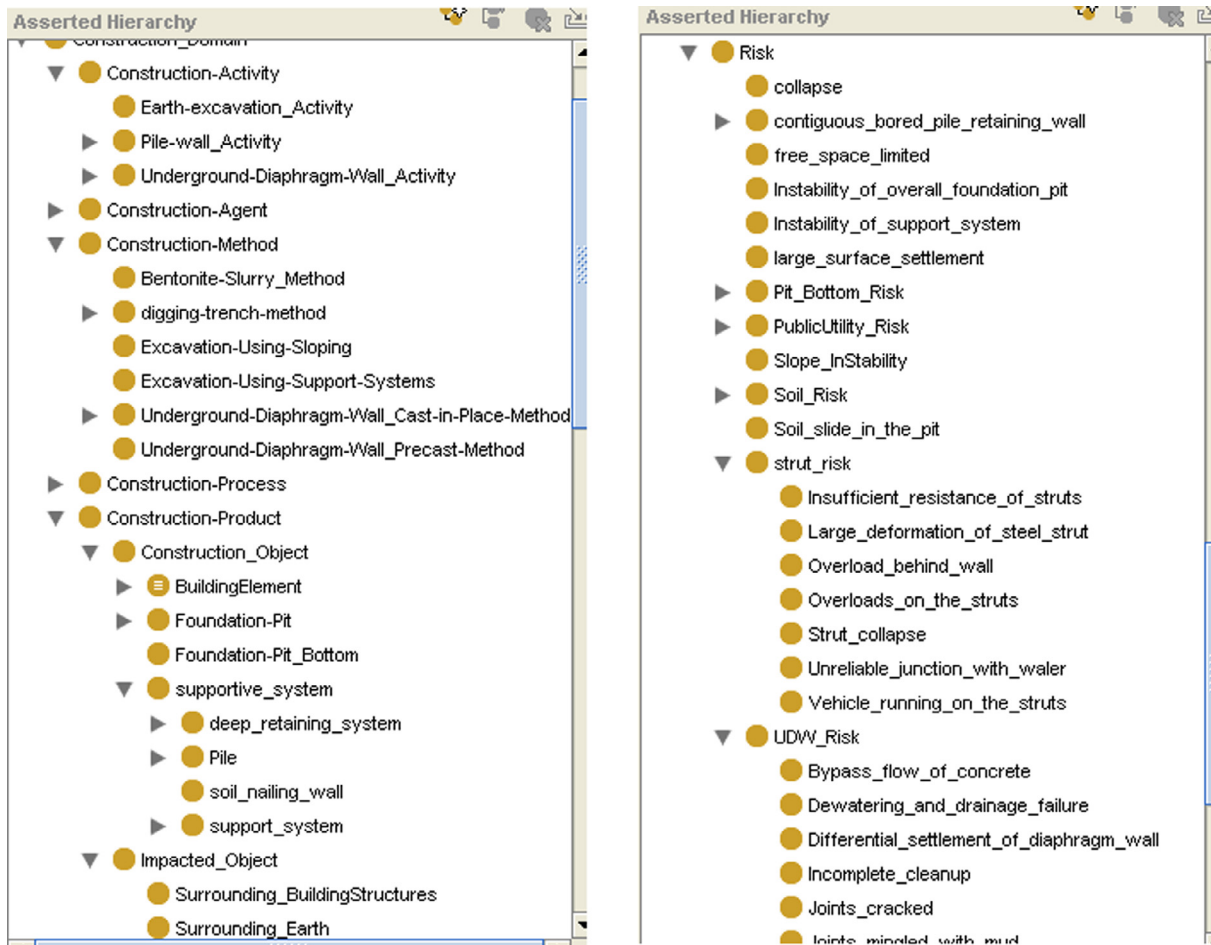 Asserted Hierarchy
Construction_Domain
Construction-Activity
Earth-excavation_Activity
Pile-wall_Activity
Underground-Diaphragm-Wall_Activity
Construction-Agent
Construction-Method
Bentonite-Slurry_Method
digging-trench-method
Excavation-Using-Sloping
Excavation-Using-Support-Systems
Underground-Diaphragm-Wall_Cast-in-Place-Method
Underground-Diaphragm-Wall_Precast-Method
Construction-Process
Construction-Product
Construction_Object
BuildingElement
Foundation-Pit
Foundation-Pit_Bottom
supportive_system
deep_retaining_system
Pile
soil_nailing_wall
support_system
Impacted_Object
Surrounding_BuildingStructures
Surrounding_Earth
Asserted Hierarchy
Risk
collapse
contiguous_bored_pile_retaining_wall
free_space_limited
Instability_of_overall_foundation_pit
Instability_of_support_system
large_surface_settlement
Pit_Bottom_Risk
PublicUtility_Risk
Slope_InStability
Soil_Risk
Soil_slide_in_the_pit
strut_risk
Insufficient_resistance_of_struts
Large_deformation_of_steel_strut
Overload_behind_wall
Overloads_on_the_struts
Strut_collapse
Unreliable_junction_with_waler
Vehicle_running_on_the_struts
UDW_Risk
Bypass_flow_of_concrete
Dewatering_and_drainage_failure
Differential_settlement_of_diaphragm_wall
Incomplete_cleanup
Joints_cracked
Joints_mingled_with_mud